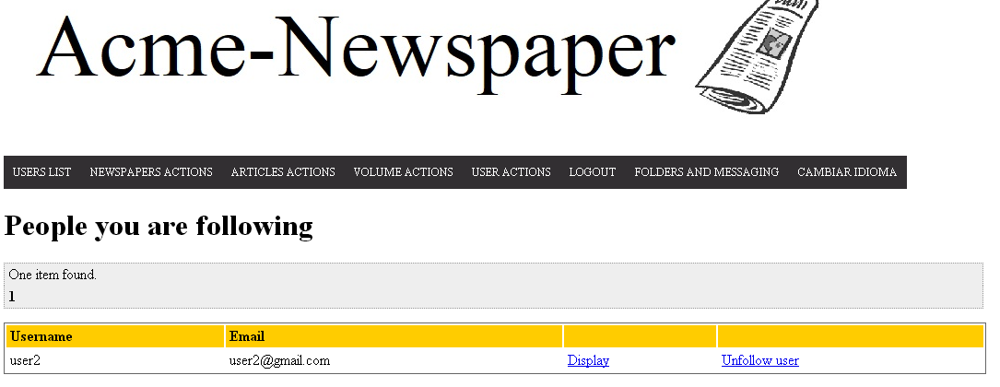 Acme-Newspaper
USERS LIST NEWSPAPERS ACTIONS ARTICLES ACTIONS VOLUME ACTIONS USER ACTIONS LOGOUT FOLDERS AND MESSAGING CAMBIAR IDIOMA
People you are following
One item found.
1
Username Email
user2 user2@gmail.com Display Unfollow user